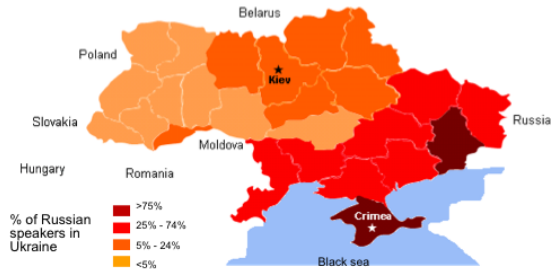 Belarus
Poland
Kiev
Slovakia
Russia
Moldova
Hungary
Romania
% of Russian
speakers in
Ukraine
>75%
25% - 74%
5% - 24%
<5%
Crimea
Black sea